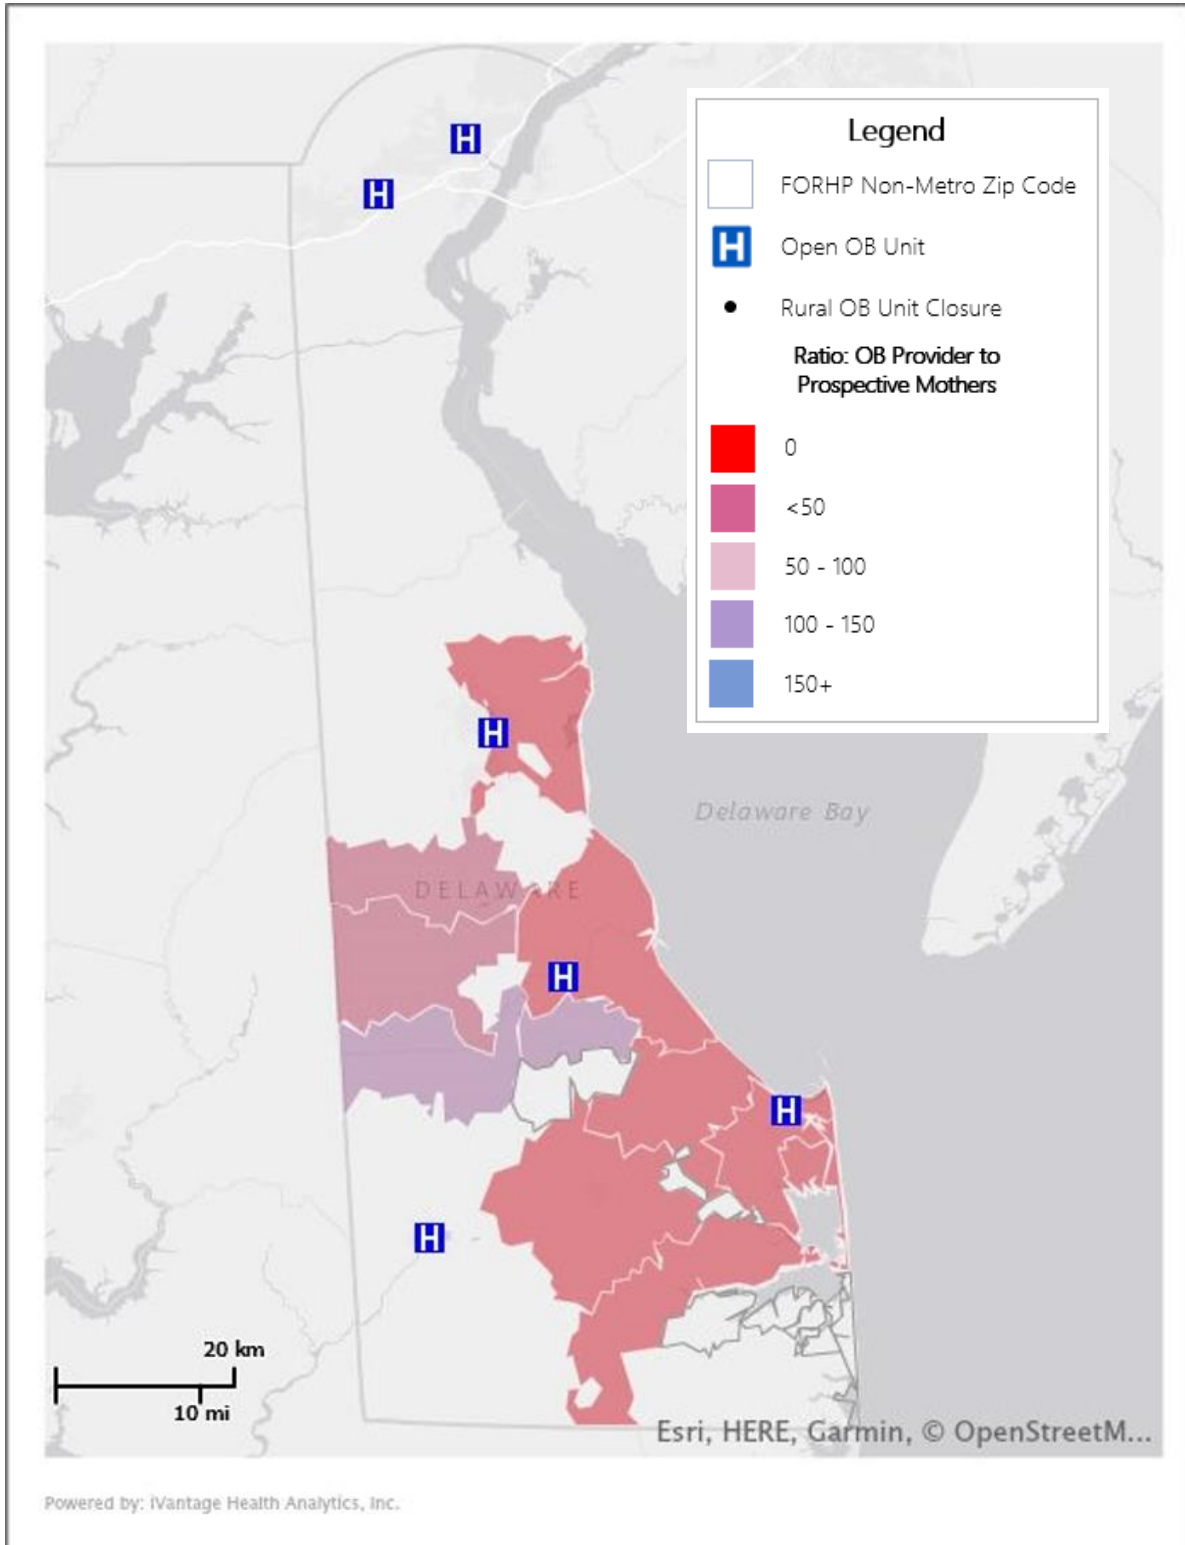 Legend
FORHP Non-Metro Zip Code
H Open OB Unit
Rural OB Unit Closure
Ratio: OB Provider to
Prospective Mothers
0
<50
50 - 100
100 - 150
150+
H
H
H
Delaware Bay
DELAWARE
H
H
H
20 km
10 mi
Esri, HERE, Garmin, © OpenStreetM...
Powered by: iVantage Health Analytics, Inc.